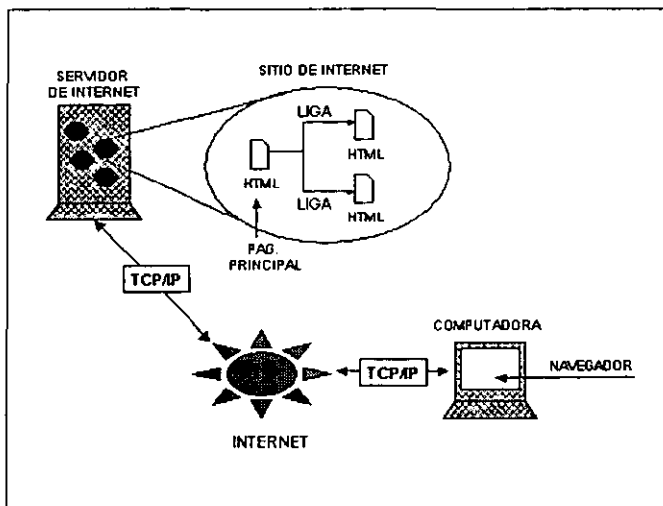 SERVIDOR
DE INTERNET
SITIO DE INTERNET
LIGA
HTML
HTML
LIGA
HTML
PAG.
PRINCIPAL
TCP/IP
COMPUTADORA
TCP/IP
NAVEGADOR
INTERNET